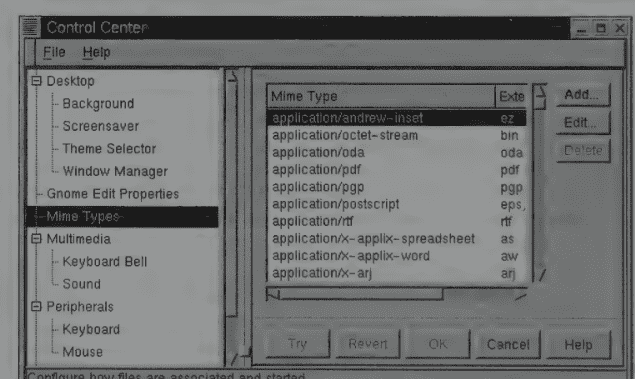 Control Center
File Help
Desktop
Background
Screensaver
Theme Selector
Window Manager
Gnome Edit Properties
Mime Types
Multimedia
Keyboard Bell
Sound
Peripherals
Keyboard
Mouse
Mime Type Exte
application/andrew-inset ez
application/octet-stream bin
application/oda oda
application/pdf pdf
application/pgp pgp
application/postscript eps,
application/rtf rtf
application/x-applix-spreadsheet as
application/x-applix-word aw
application/x-arj arj
Add...
Edit...
Delete
Try Revert OK Cancel Help
Configure how files are associated and started